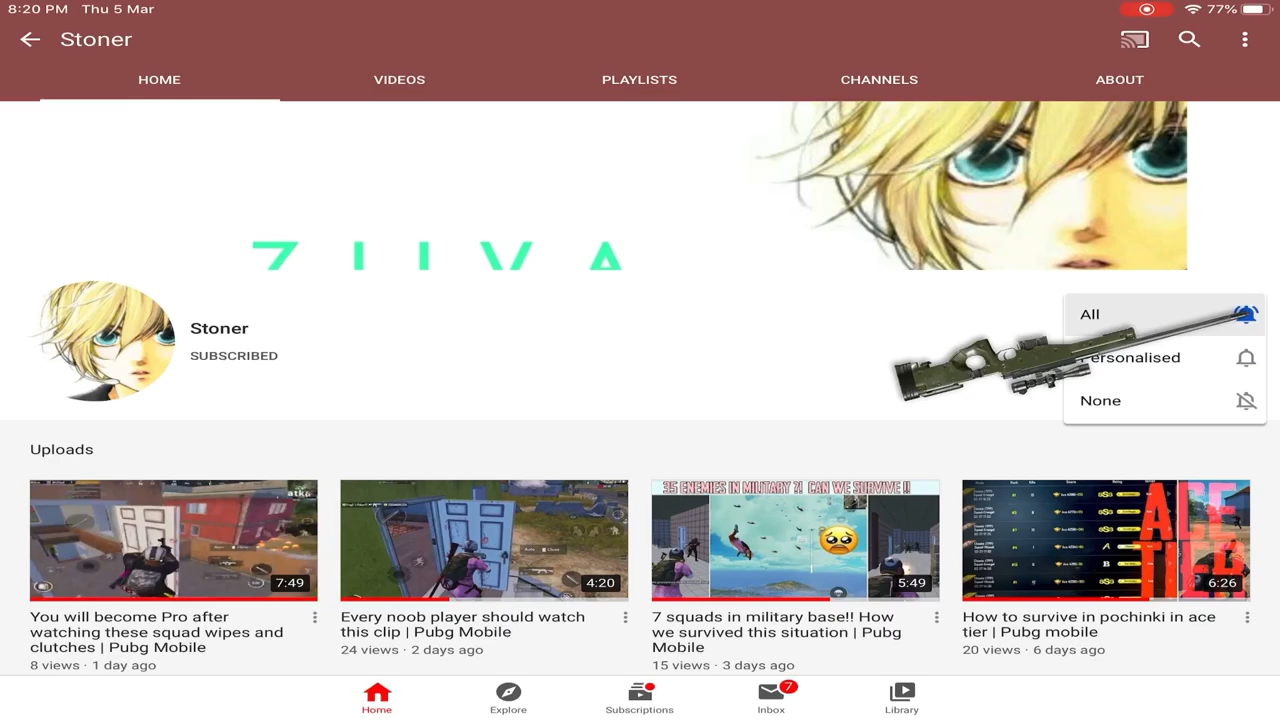 8:20 PM Thu 5 Mar
77%
Stoner
HOME VIDEOS PLAYLISTS CHANNELS ABOUT
Stoner
SUBSCRIBED
All
ersonalised
None
Uploads
35 ENEMIES IN MILITARY ?! CAN WE SURVIVE !!
ACE
TIER
7:49
4:20
5:49
6:26
You will become Pro after
watching these squad wipes and
clutches | Pubg Mobile
8 views · 1 day ago
Every noob player should watch
this clip | Pubg Mobile
24 views · 2 days ago
7 squads in military base!! How
we survived this situation | Pubg
Mobile
15 views · 3 days ago
How to survive in pochinki in ace
tier | Pubg mobile
20 views · 6 days ago
7
Home Explore Subscriptions Inbox Library